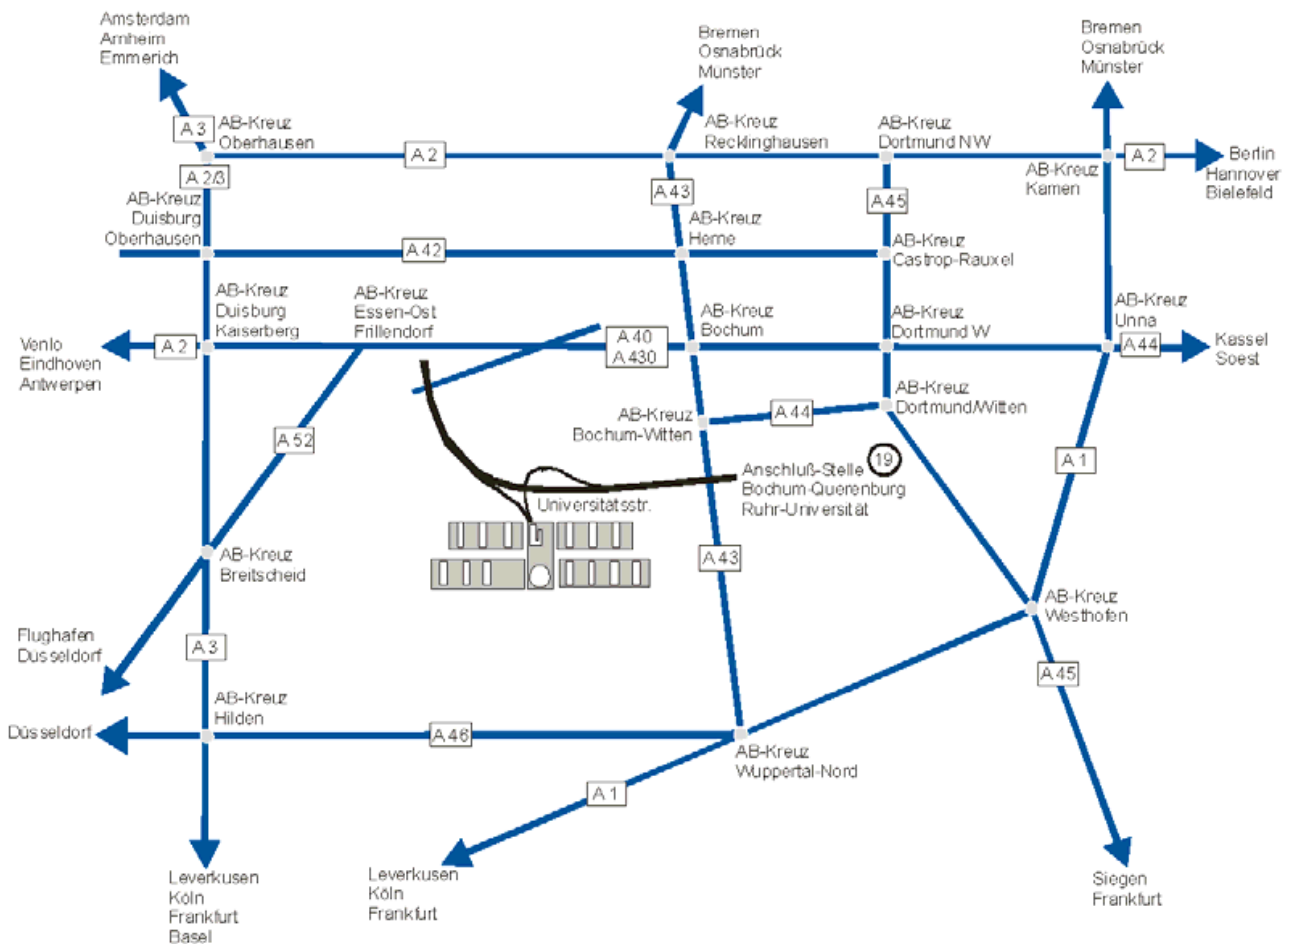 Amsterdam
Arnheim
Emmerich
Bremen
Osnabrück
Münster
Bremen
Osnabrück
Münster
A 3
AB-Kreuz
Oberhausen
A 2
AB-Kreuz
Recklinghausen
AB-Kreuz
Dortmund NW
AB-Kreuz
Kamen
A 2
Berlin
Hannover
Bielefeld
A 2/3
A 43
A 45
AB-Kreuz
Duisburg
Oberhausen
A 42
AB-Kreuz
Herne
AB-Kreuz
Castrop-Rauxel
AB-Kreuz
Duisburg
Kaiserberg
AB-Kreuz
Essen-Ost
Frillendorf
A 40
A 430
AB-Kreuz
Bochum
AB-Kreuz
Dortmund W
AB-Kreuz
Unna
A 44
Kassel
Soest
Venlo
Eindhoven
Antwerpen
A 2
AB-Kreuz
Dortmund/Witten
AB-Kreuz
Bochum-Witten
A 44
A 52
A 1
Anschluß-Stelle
19
Bochum-Querenburg
Ruhr-Universität
Universitätsstr.
AB-Kreuz
Breitscheid
A 43
AB-Kreuz
Westhofen
Flughafen
Düsseldorf
A 3
A 45
AB-Kreuz
Hilden
Düsseldorf
A 46
AB-Kreuz
Wuppertal-Nord
A 1
Leverkusen
Köln
Frankfurt
Basel
Leverkusen
Köln
Frankfurt
Siegen
Frankfurt